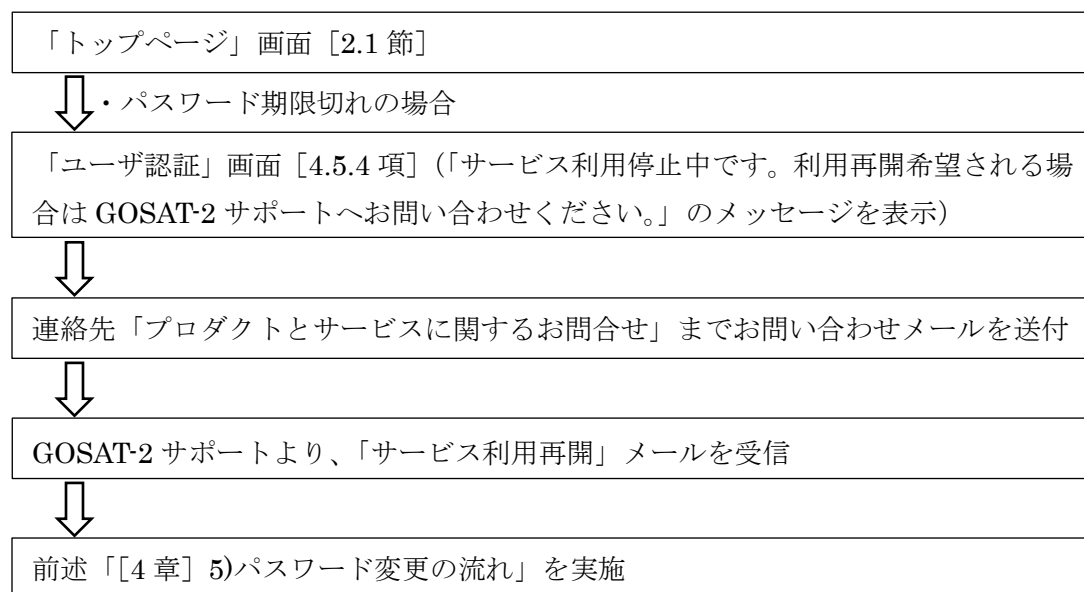 「トップページ」画面［2.1 節］
・パスワード期限切れの場合
「ユーザ認証」画面［4.5.4 項］（「サービス利用停止中です。利用再開希望される場
合は GOSAT-2 サポートへお問い合わせください。」のメッセージを表示）
連絡先「プロダクトとサービスに関するお問合せ」までお問い合わせメールを送付
GOSAT-2 サポートより、「サービス利用再開」メールを受信
前述「[4 章］5)パスワード変更の流れ」を実施